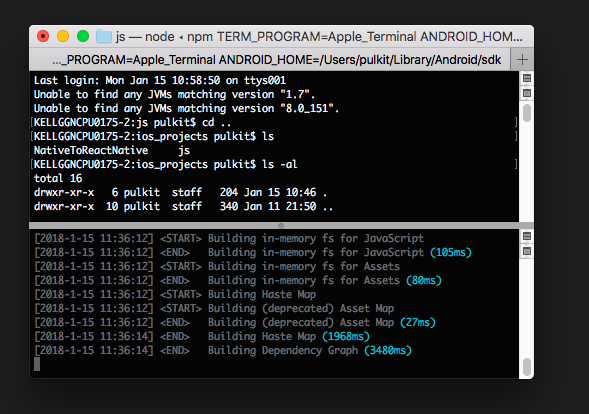 js — node ◂ npm TERM_PROGRAM=Apple_Terminal ANDROID_HOM...
..._PROGRAM=Apple_Terminal ANDROID_HOME=/Users/pulkit/Library/Android/sdk +
Last login: Mon Jan 15 10:58:50 on ttys001
Unable to find any JVMs matching version "1.7".
Unable to find any JVMs matching version "8.0_151".
[KELLGGNCPU0175-2:js pulkit$ cd .. ]
[KELLGGNCPU0175-2:ios_projects pulkit$ ls ]
NativeToReactNative js
[KELLGGNCPU0175-2:ios_projects pulkit$ ls -al ]
total 16
drwxr-xr-x 6 pulkit staff 204 Jan 15 10:46 .
drwxr-xr-x 10 pulkit staff 340 Jan 11 21:50 ..
[2018-1-15 11:36:12] <START> Building in-memory fs for JavaScript
[2018-1-15 11:36:12] <END> Building in-memory fs for JavaScript (105ms)
[2018-1-15 11:36:12] <START> Building in-memory fs for Assets
[2018-1-15 11:36:12] <END> Building in-memory fs for Assets (80ms)
[2018-1-15 11:36:12] <START> Building Haste Map
[2018-1-15 11:36:12] <START> Building (deprecated) Asset Map
[2018-1-15 11:36:12] <END> Building (deprecated) Asset Map (27ms)
[2018-1-15 11:36:14] <END> Building Haste Map (1968ms)
[2018-1-15 11:36:14] <END> Building Dependency Graph (3480ms)